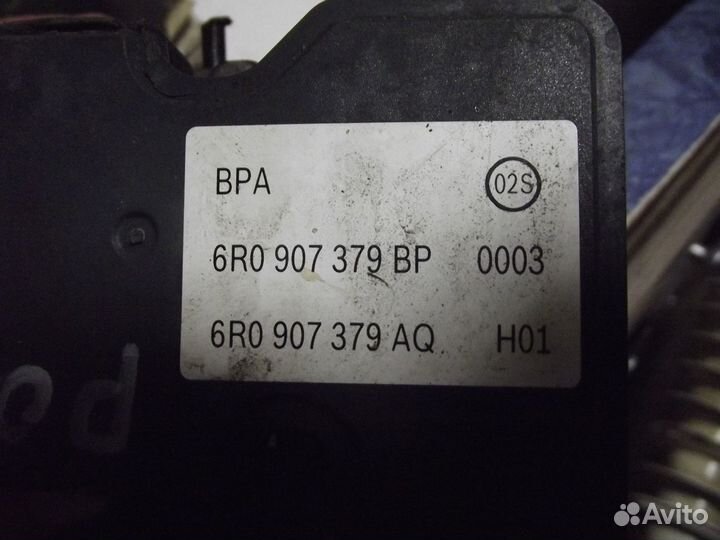 BPA 02S
6R0 907 379 BP 0003
6R0 907 379 AQ H01
Avito